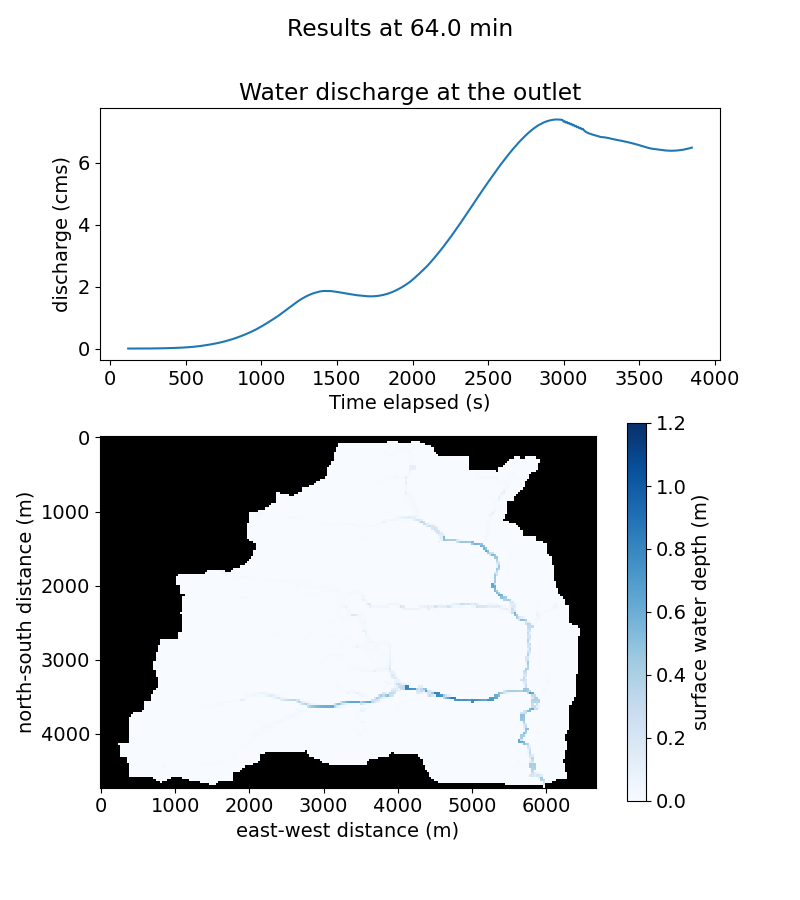 Results at 64.0 min
Water discharge at the outlet
discharge (cms)
6
4
2
0
0 500 1000 1500 2000 2500 3000 3500 4000
Time elapsed (s)
north-south distance (m)
0
1000
2000
3000
4000
0 1000 2000 3000 4000 5000 6000
east-west distance (m)
1.2
1.0
0.8
0.6
0.4
0.2
0.0
surface water depth (m)